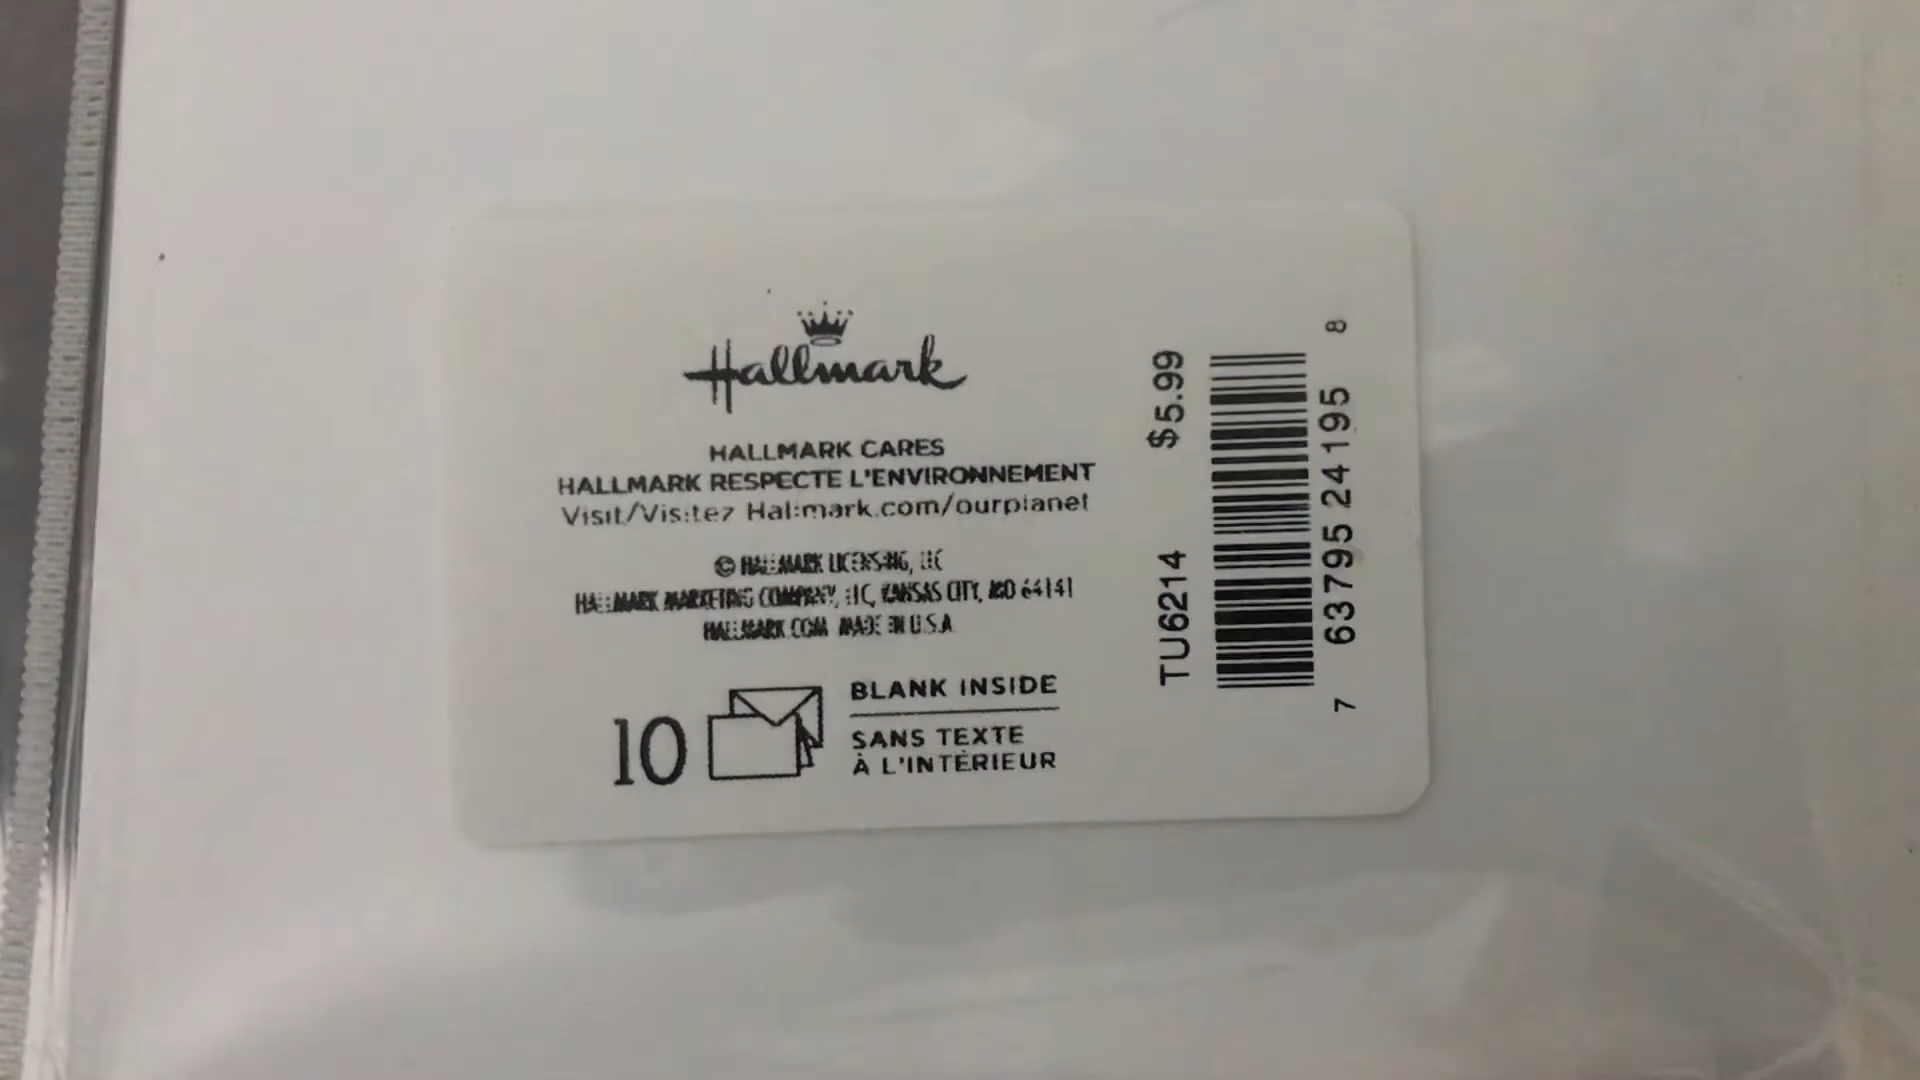 Hallmark
HALLMARK CARES
HALLMARK RESPECTE L'ENVIRONNEMENT
Visit/Visitez Hallmark.com/ourplanet
© HALLMARK LICENSING, LLC
HALLMARK MARKETING COMPANY, LLC, KANSAS CITY, MO 64141
HALLMARK.COM MADE IN U.S.A
10
BLANK INSIDE
SANS TEXTE
À L'INTÉRIEUR
$5.99
TU6214
7 63795 24195 8